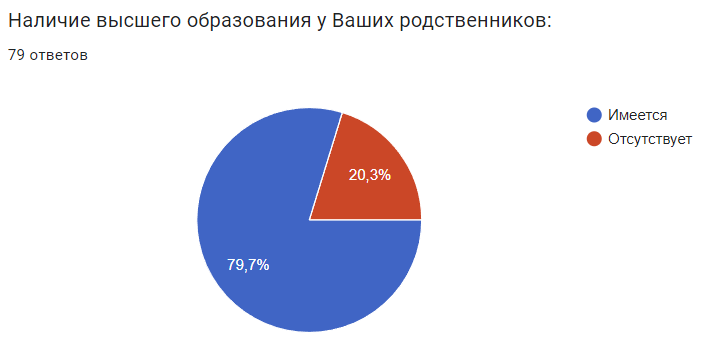 Наличие высшего образования у Ваших родственников:
79 ответов
Имеется
Отсутствует
20,3%
79,7%